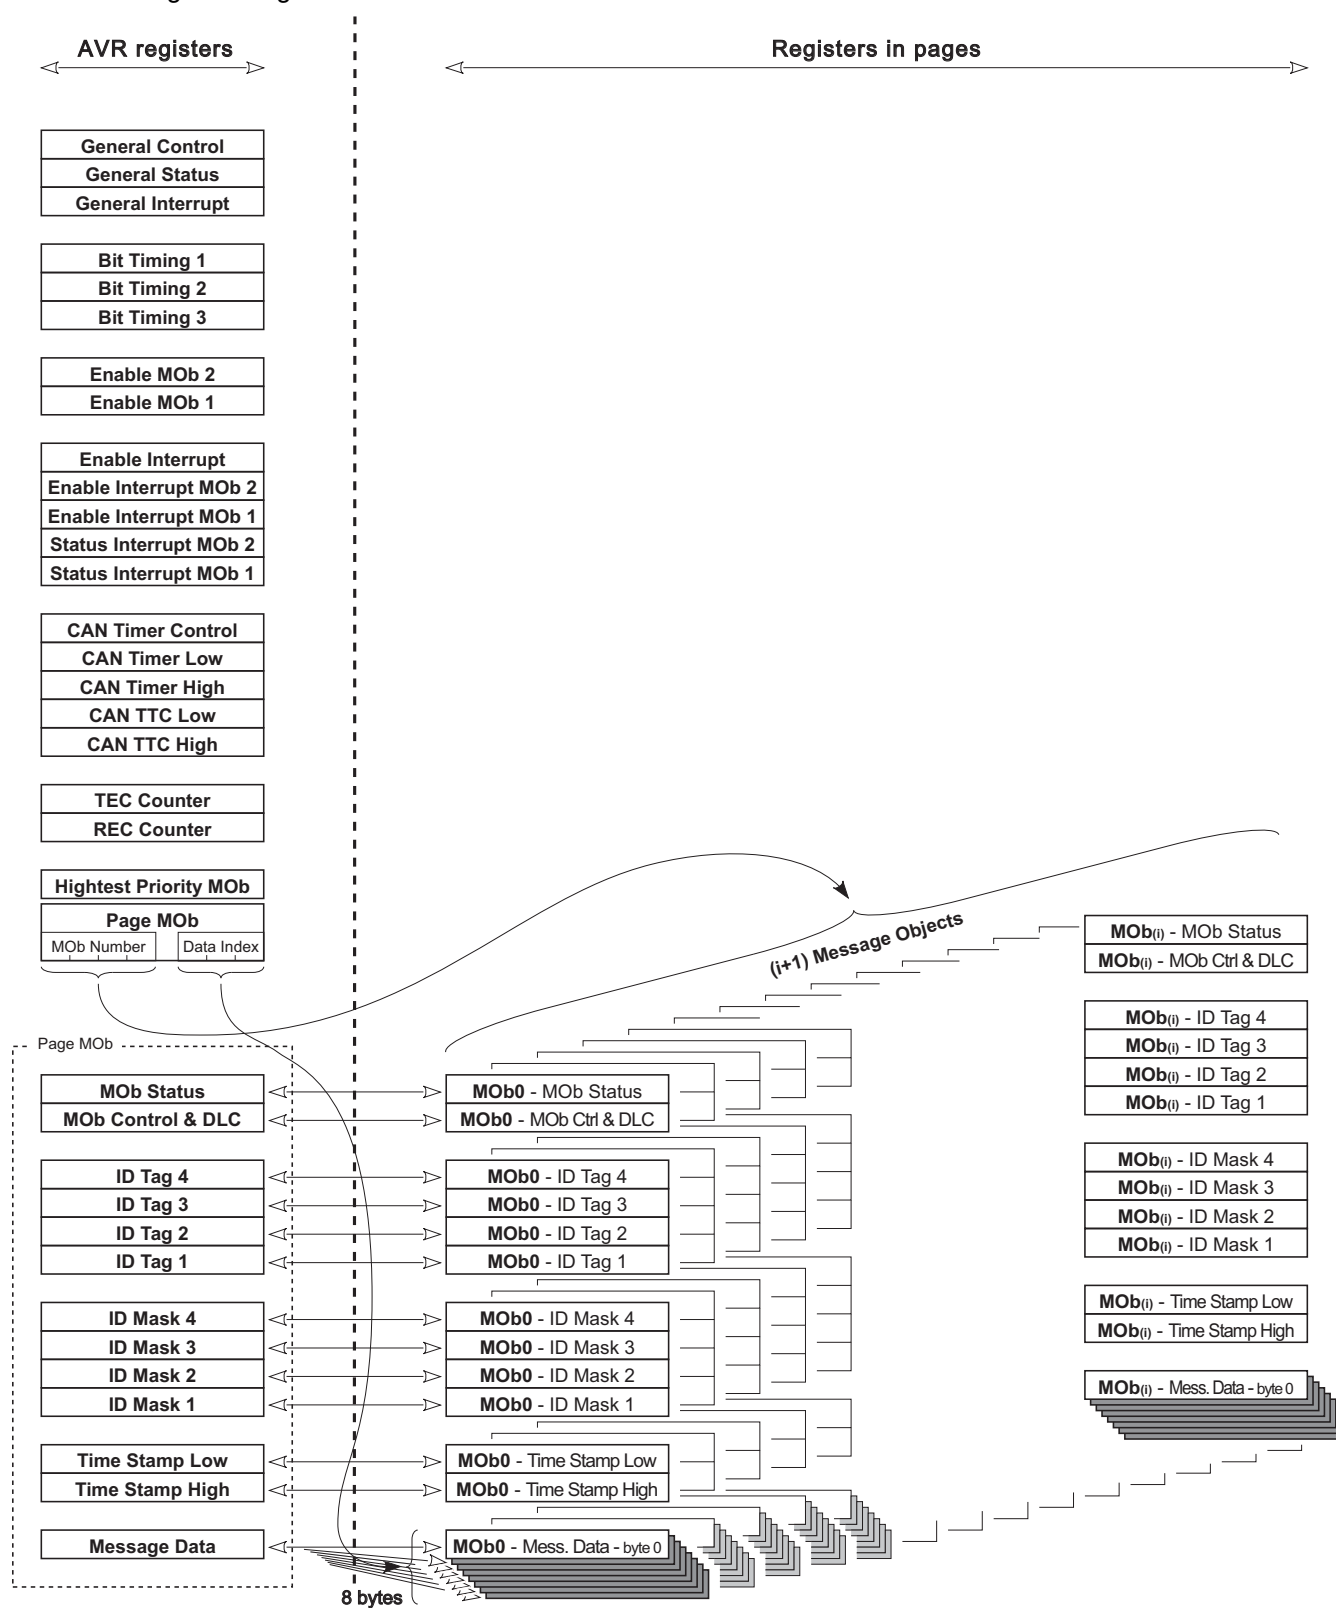 AVR registers
Registers in pages
General Control
General Status
General Interrupt
Bit Timing 1
Bit Timing 2
Bit Timing 3
Enable MOb 2
Enable MOb 1
Enable Interrupt
Enable Interrupt MOb 2
Enable Interrupt MOb 1
Status Interrupt MOb 2
Status Interrupt MOb 1
CAN Timer Control
CAN Timer Low
CAN Timer High
CAN TTC Low
CAN TTC High
TEC Counter
REC Counter
Hightest Priority MOb
Page MOb
MOb Number
Data Index
Page MOb
MOb Status
MOb Control & DLC
ID Tag 4
ID Tag 3
ID Tag 2
ID Tag 1
ID Mask 4
ID Mask 3
ID Mask 2
ID Mask 1
Time Stamp Low
Time Stamp High
Message Data
8 bytes
(i+1) Message Objects
MOb0 - MOb Status
MOb0 - MOb Ctrl & DLC
MOb0 - ID Tag 4
MOb0 - ID Tag 3
MOb0 - ID Tag 2
MOb0 - ID Tag 1
MOb0 - ID Mask 4
MOb0 - ID Mask 3
MOb0 - ID Mask 2
MOb0 - ID Mask 1
MOb0 - Time Stamp Low
MOb0 - Time Stamp High
MOb0 - Mess. Data - byte 0
MOb(i) - MOb Status
MOb(i) - MOb Ctrl & DLC
MOb(i) - ID Tag 4
MOb(i) - ID Tag 3
MOb(i) - ID Tag 2
MOb(i) - ID Tag 1
MOb(i) - ID Mask 4
MOb(i) - ID Mask 3
MOb(i) - ID Mask 2
MOb(i) - ID Mask 1
MOb(i) - Time Stamp Low
MOb(i) - Time Stamp High
MOb(i) - Mess. Data - byte 0